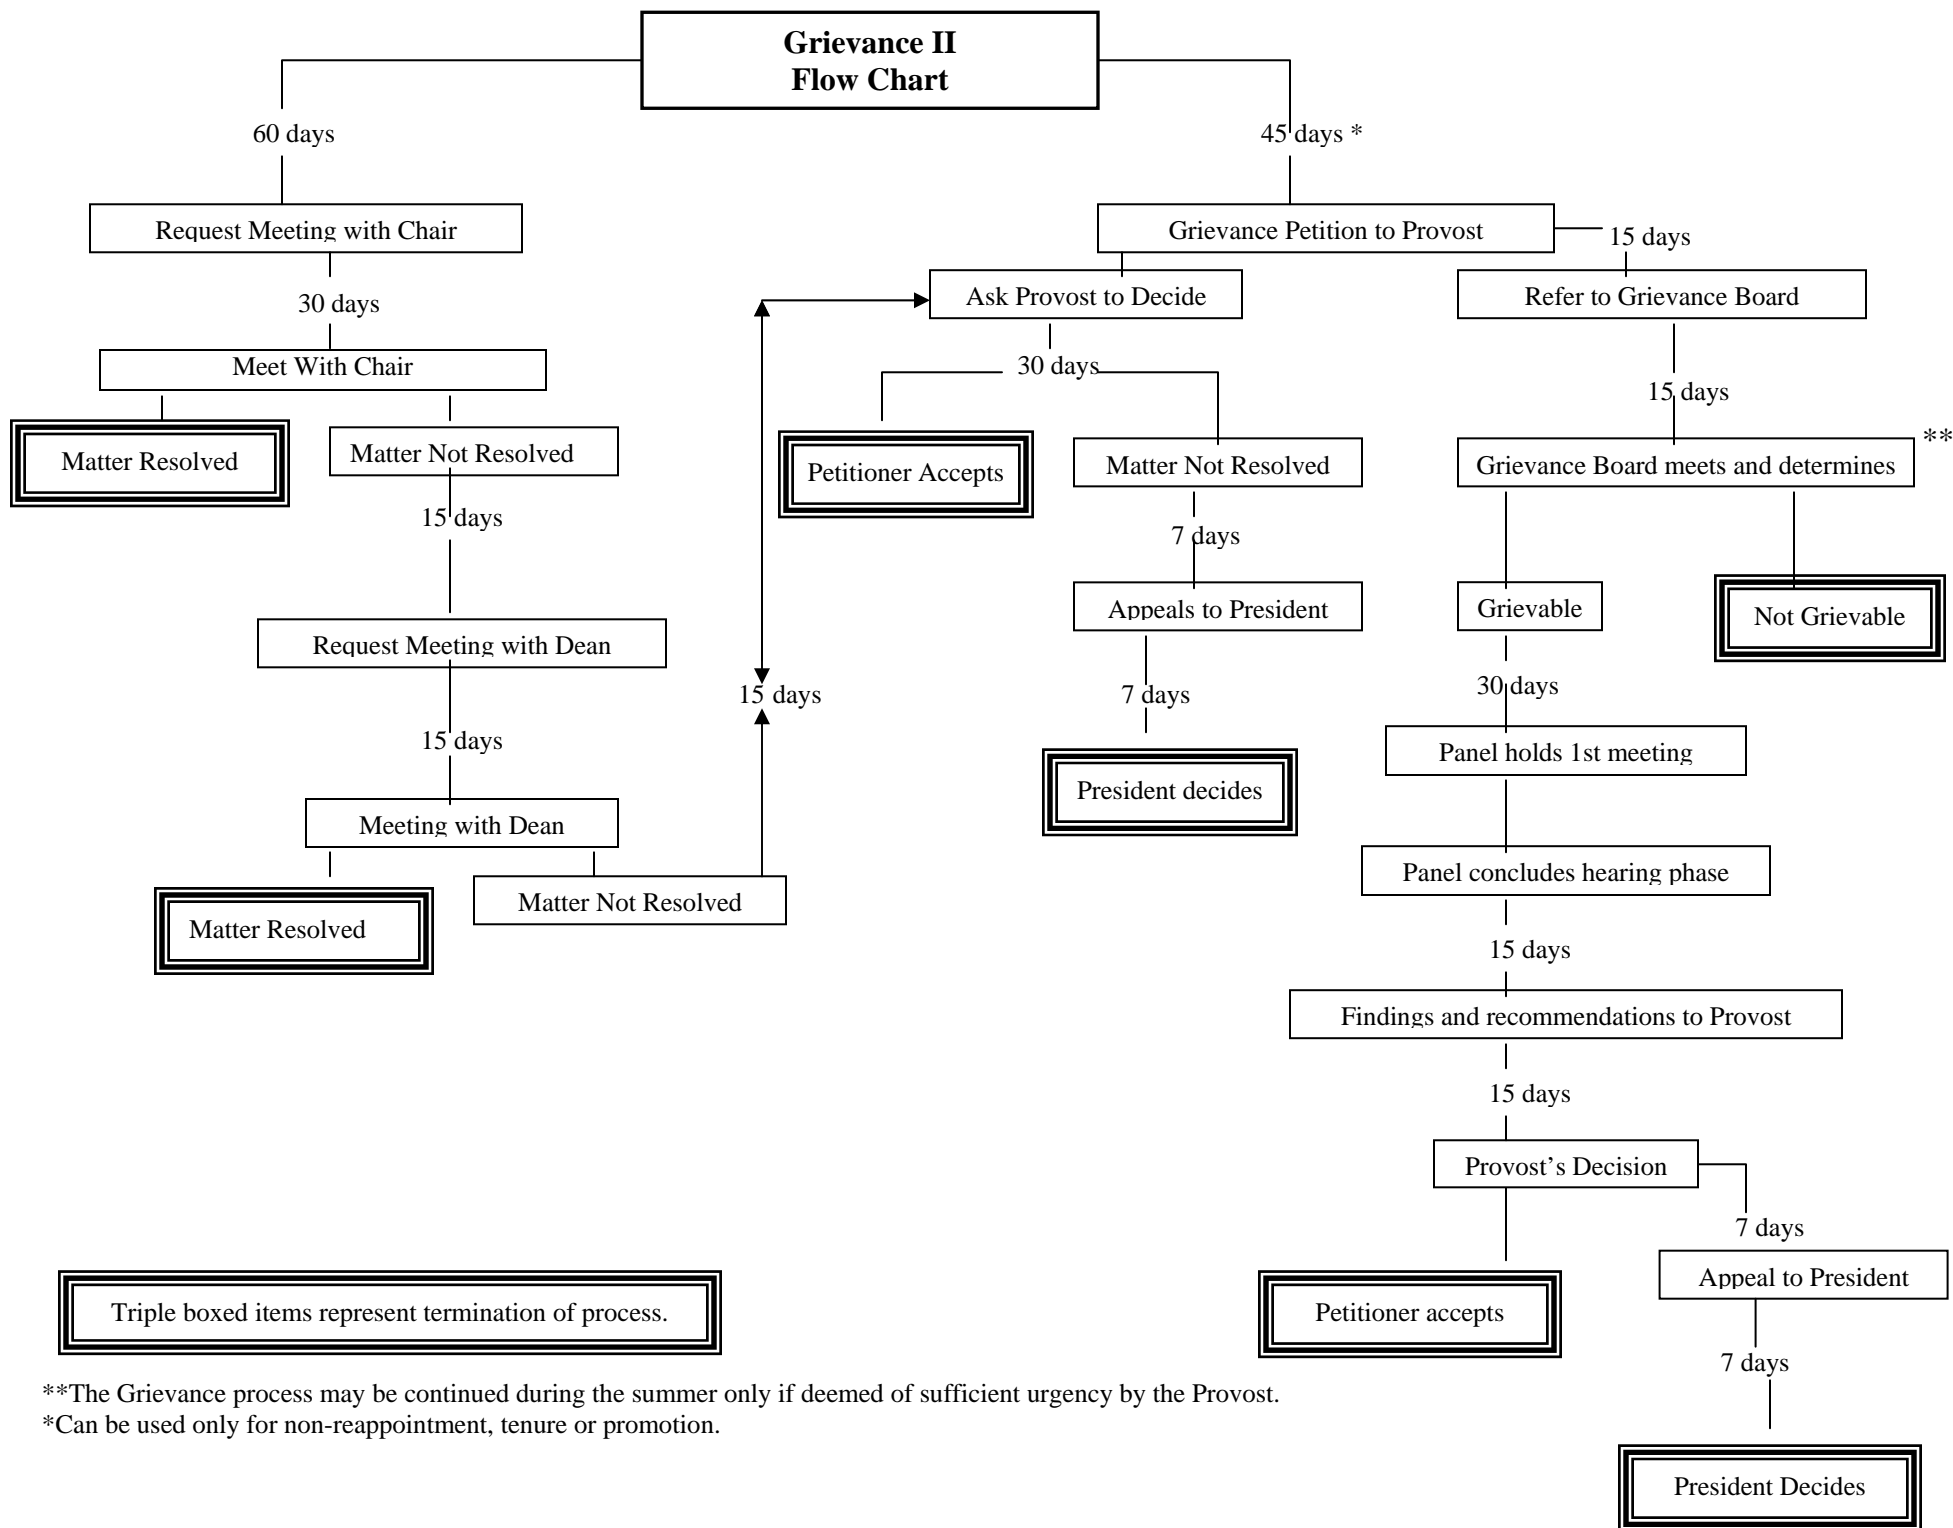 Grievance II
Flow Chart
60 days
45 days *
Request Meeting with Chair
Grievance Petition to Provost
15 days
30 days
Ask Provost to Decide
Refer to Grievance Board
Meet With Chair
30 days
15 days
Matter Resolved
Matter Not Resolved
Petitioner Accepts
Matter Not Resolved
Grievance Board meets and determines
**
15 days
7 days
Appeals to President
Grievable
Not Grievable
Request Meeting with Dean
15 days
7 days
30 days
15 days
Panel holds 1st meeting
President decides
Meeting with Dean
Panel concludes hearing phase
Matter Resolved
Matter Not Resolved
15 days
Findings and recommendations to Provost
15 days
Provost’s Decision
7 days
Appeal to President
Triple boxed items represent termination of process.
Petitioner accepts
7 days
**The Grievance process may be continued during the summer only if deemed of sufficient urgency by the Provost.
*Can be used only for non-reappointment, tenure or promotion.
President Decides